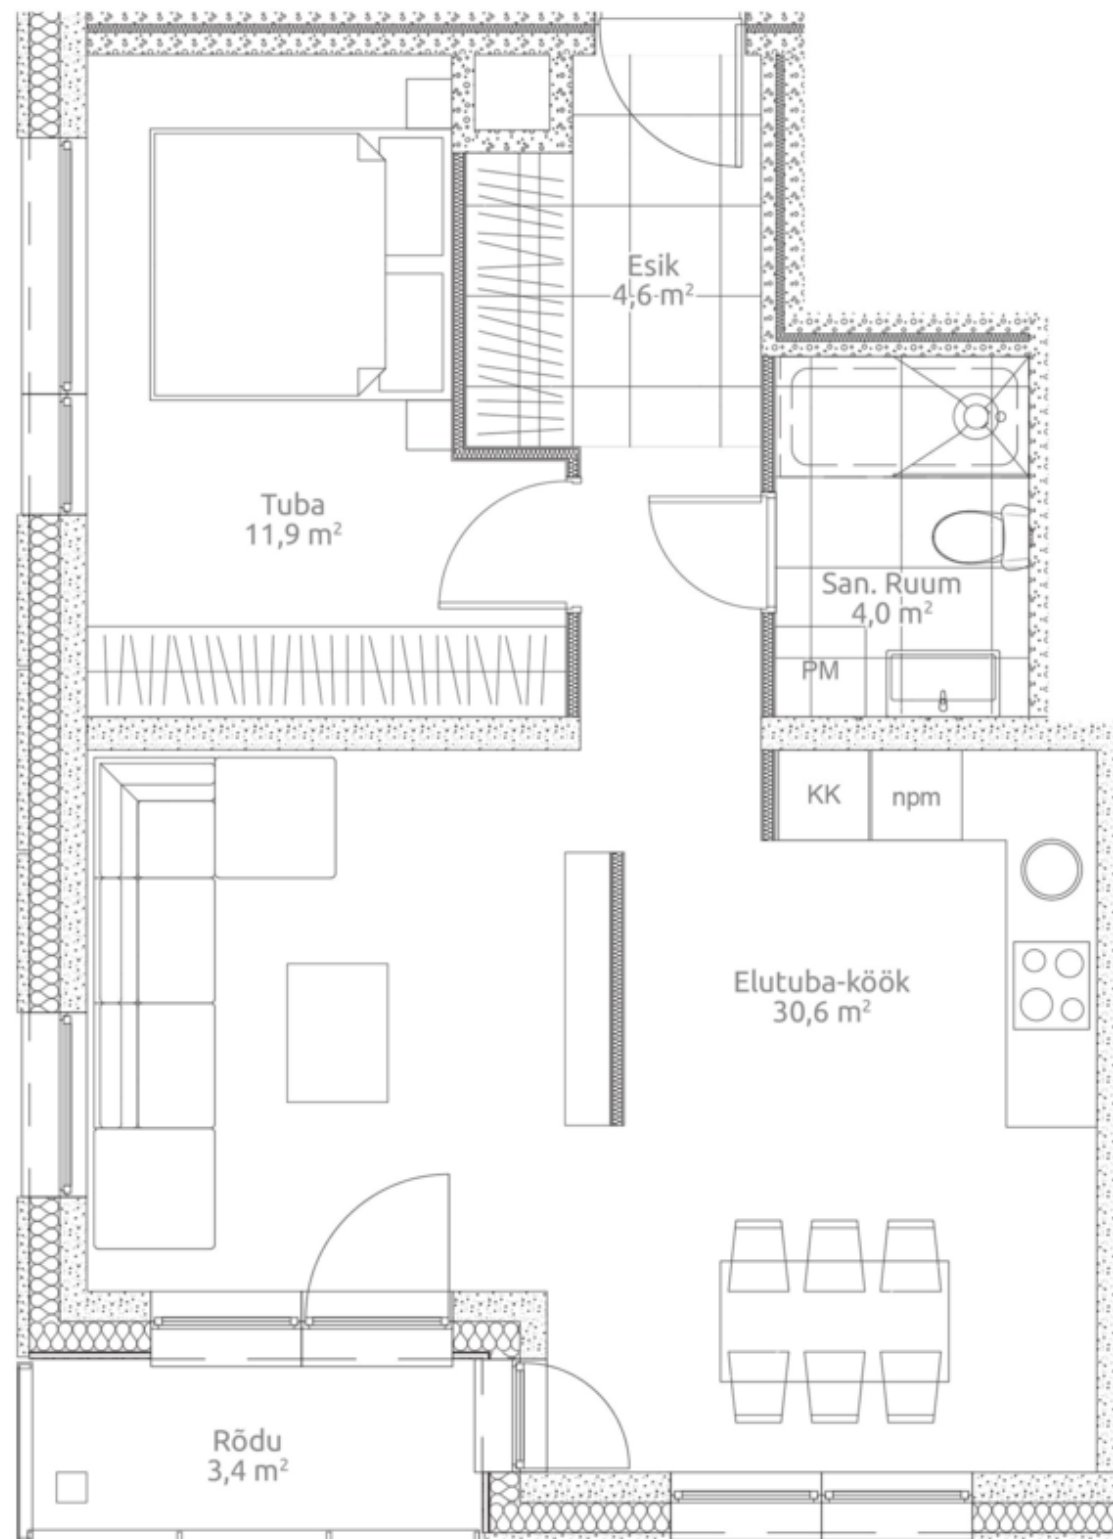 Esik
4,6 m²
Tuba
11,9 m²
San. Ruum
4,0 m²
PM
KK
npm
Elutuba-köök
30,6 m²
Rõdu
3,4 m²